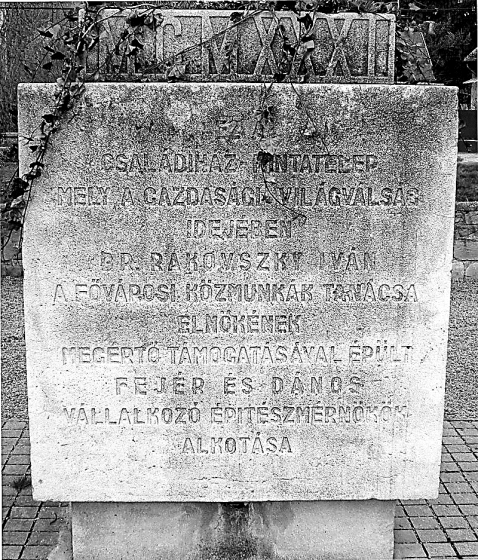 MCMXXXII
EZ A
CSALÁDIHÁZ MINTATELEP
MELY A GAZDASÁGI VILÁGVÁLSÁG
IDEJÉBEN
DR. RAKOVSZKY IVÁN
A FŐVÁROSI KÖZMUNKÁK TANÁCSA
ELNÖKÉNEK
MEGÉRTŐ TÁMOGATÁSÁVAL ÉPÜLT
FEJÉR ÉS DÁNOS
VÁLLALKOZÓ ÉPITÉSZMÉRNÖKÖK
ALKOTÁSA